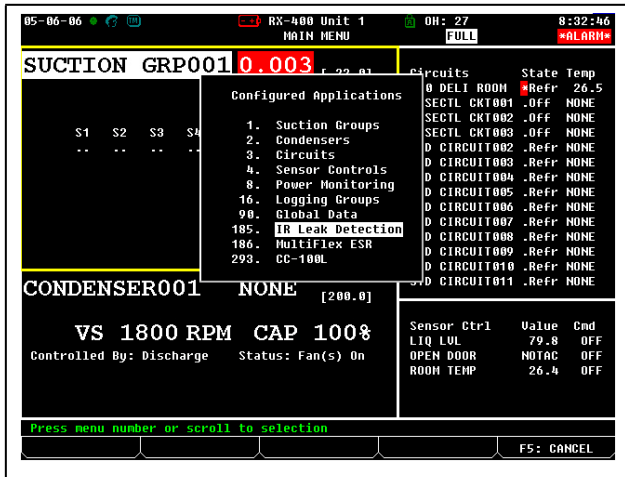 05-06-06 RX-400 Unit 1 OH: 27 8:32:46
MAIN MENU FULL *ALARM*
SUCTION GRP001 0.003
Configured Applications
1. Suction Groups
2. Condensers
3. Circuits
4. Sensor Controls
8. Power Monitoring
16. Logging Groups
90. Global Data
185. IR Leak Detection
186. MultiFlex ESR
293. CC-100L
S1 S2 S3
.. .. ..
Circuits State Temp
0 DELI ROOM *Refr 26.5
SECTL CKT001 .Off NONE
SECTL CKT002 .Off NONE
SECTL CKT003 .Off NONE
D CIRCUIT002 .Refr NONE
D CIRCUIT003 .Refr NONE
D CIRCUIT004 .Refr NONE
D CIRCUIT005 .Refr NONE
D CIRCUIT006 .Refr NONE
D CIRCUIT007 .Refr NONE
D CIRCUIT008 .Refr NONE
D CIRCUIT009 .Refr NONE
D CIRCUIT010 .Refr NONE
CIRCUIT011 .Refr NONE
CONDENSER001 NONE [200.0]
VS 1800 RPM CAP 100%
Controlled By: Discharge Status: Fan(s) On
Sensor Ctrl Value Cmd
LIQ LVL 79.8 OFF
OPEN DOOR NOTAC OFF
ROOM TEMP 26.4 OFF
Press menu number or scroll to selection
F5: CANCEL